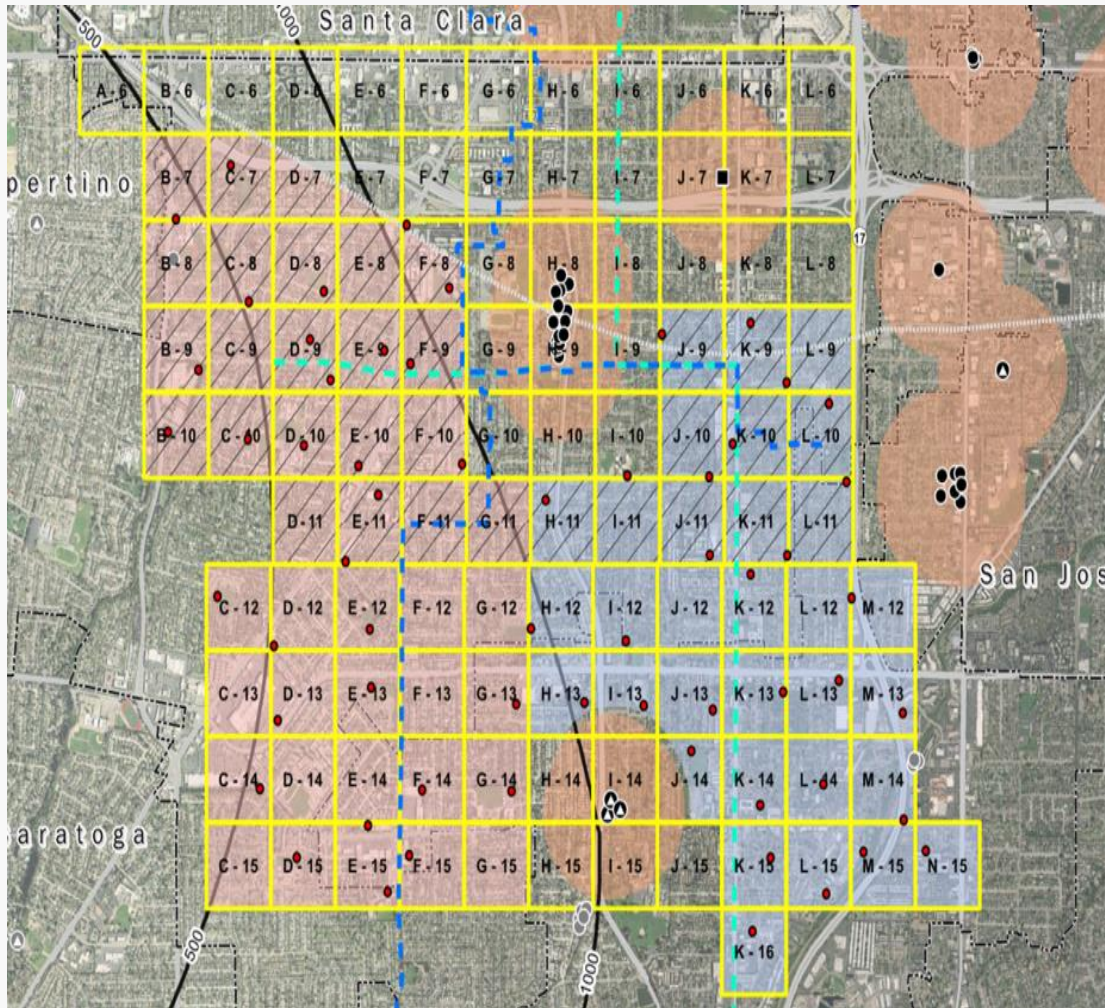 Santa Clara
500
1000
A - 6 B - 6 C - 6 D - 6 E - 6 F - 6 G - 6 H - 6 I - 6 J - 6 K - 6 L - 6
pertino
B - 7 C - 7 D - 7 E - 7 F - 7 G - 7 H - 7 I - 7 J - 7 K - 7 L - 7
17
B - 8 C - 8 D - 8 E - 8 F - 8 G - 8 H - 8 I - 8 J - 8 K - 8 L - 8
B - 9 C - 9 D - 9 E - 9 F - 9 G - 9 H - 9 I - 9 J - 9 K - 9 L - 9
B - 10 C - 10 D - 10 E - 10 F - 10 G - 10 H - 10 I - 10 J - 10 K - 10 L - 10
D - 11 E - 11 F - 11 G - 11 H - 11 I - 11 J - 11 K - 11 L - 11
San Jos
C - 12 D - 12 E - 12 F - 12 G - 12 H - 12 I - 12 J - 12 K - 12 L - 12 M - 12
C - 13 D - 13 E - 13 F - 13 G - 13 H - 13 I - 13 J - 13 K - 13 L - 13 M - 13
C - 14 D - 14 E - 14 F - 14 G - 14 H - 14 I - 14 J - 14 K - 14 L - 14 M - 14
aratoga
C - 15 D - 15 E - 15 F - 15 G - 15 H - 15 I - 15 J - 15 K - 15 L - 15 M - 15 N - 15
500
1000
K - 16